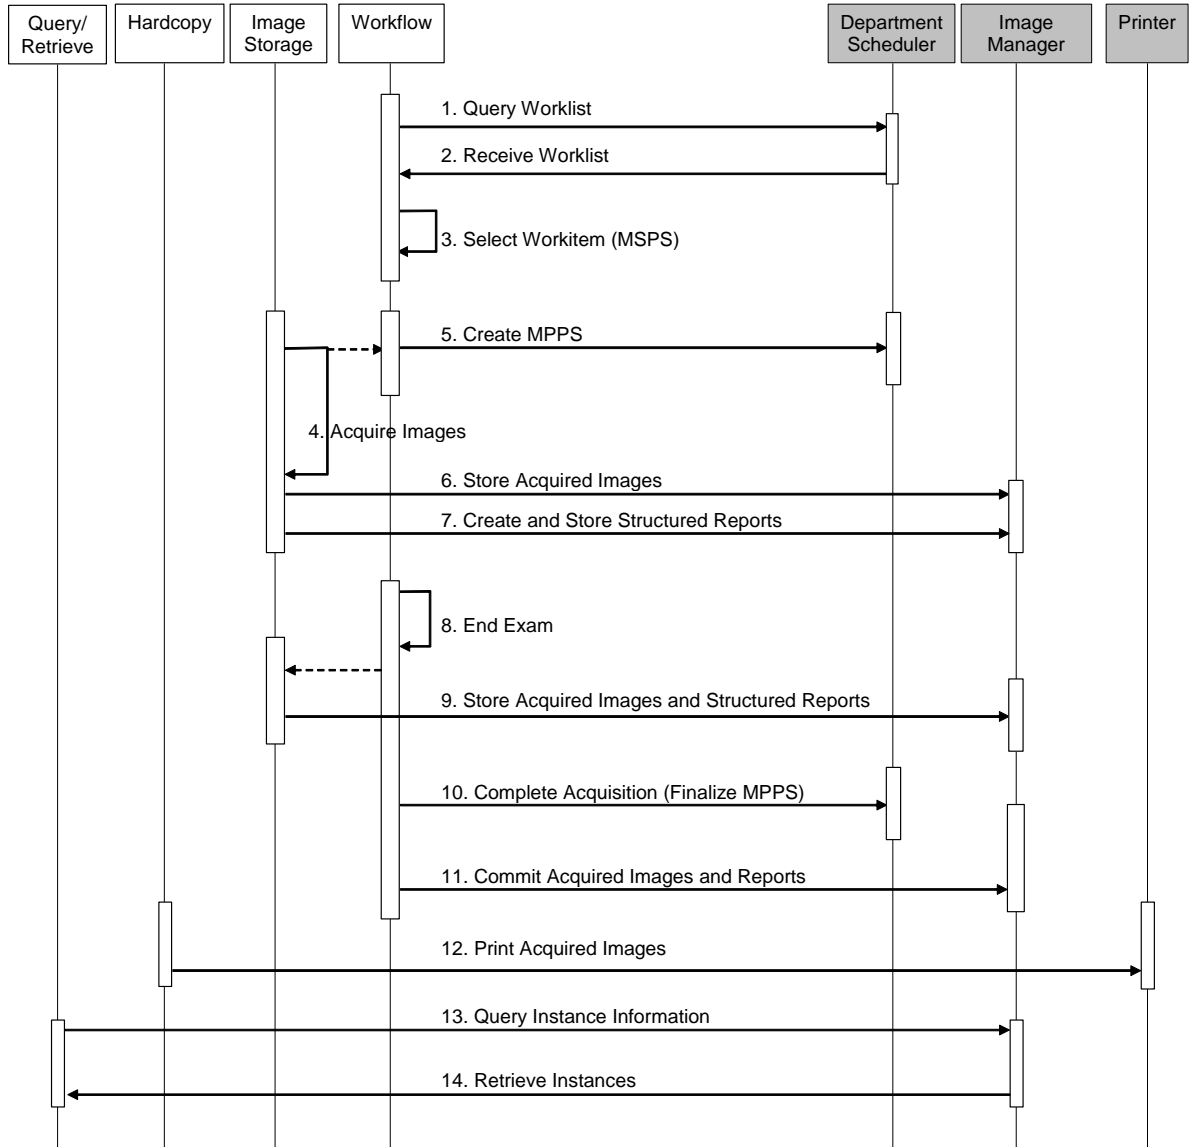 Query/
Retrieve
Hardcopy
Image
Storage
Workflow
Department
Scheduler
Image
Manager
Printer
1. Query Worklist
2. Receive Worklist
3. Select Workitem (MSPS)
5. Create MPPS
4. Acquire Images
6. Store Acquired Images
7. Create and Store Structured Reports
8. End Exam
9. Store Acquired Images and Structured Reports
10. Complete Acquisition (Finalize MPPS)
11. Commit Acquired Images and Reports
12. Print Acquired Images
13. Query Instance Information
14. Retrieve Instances